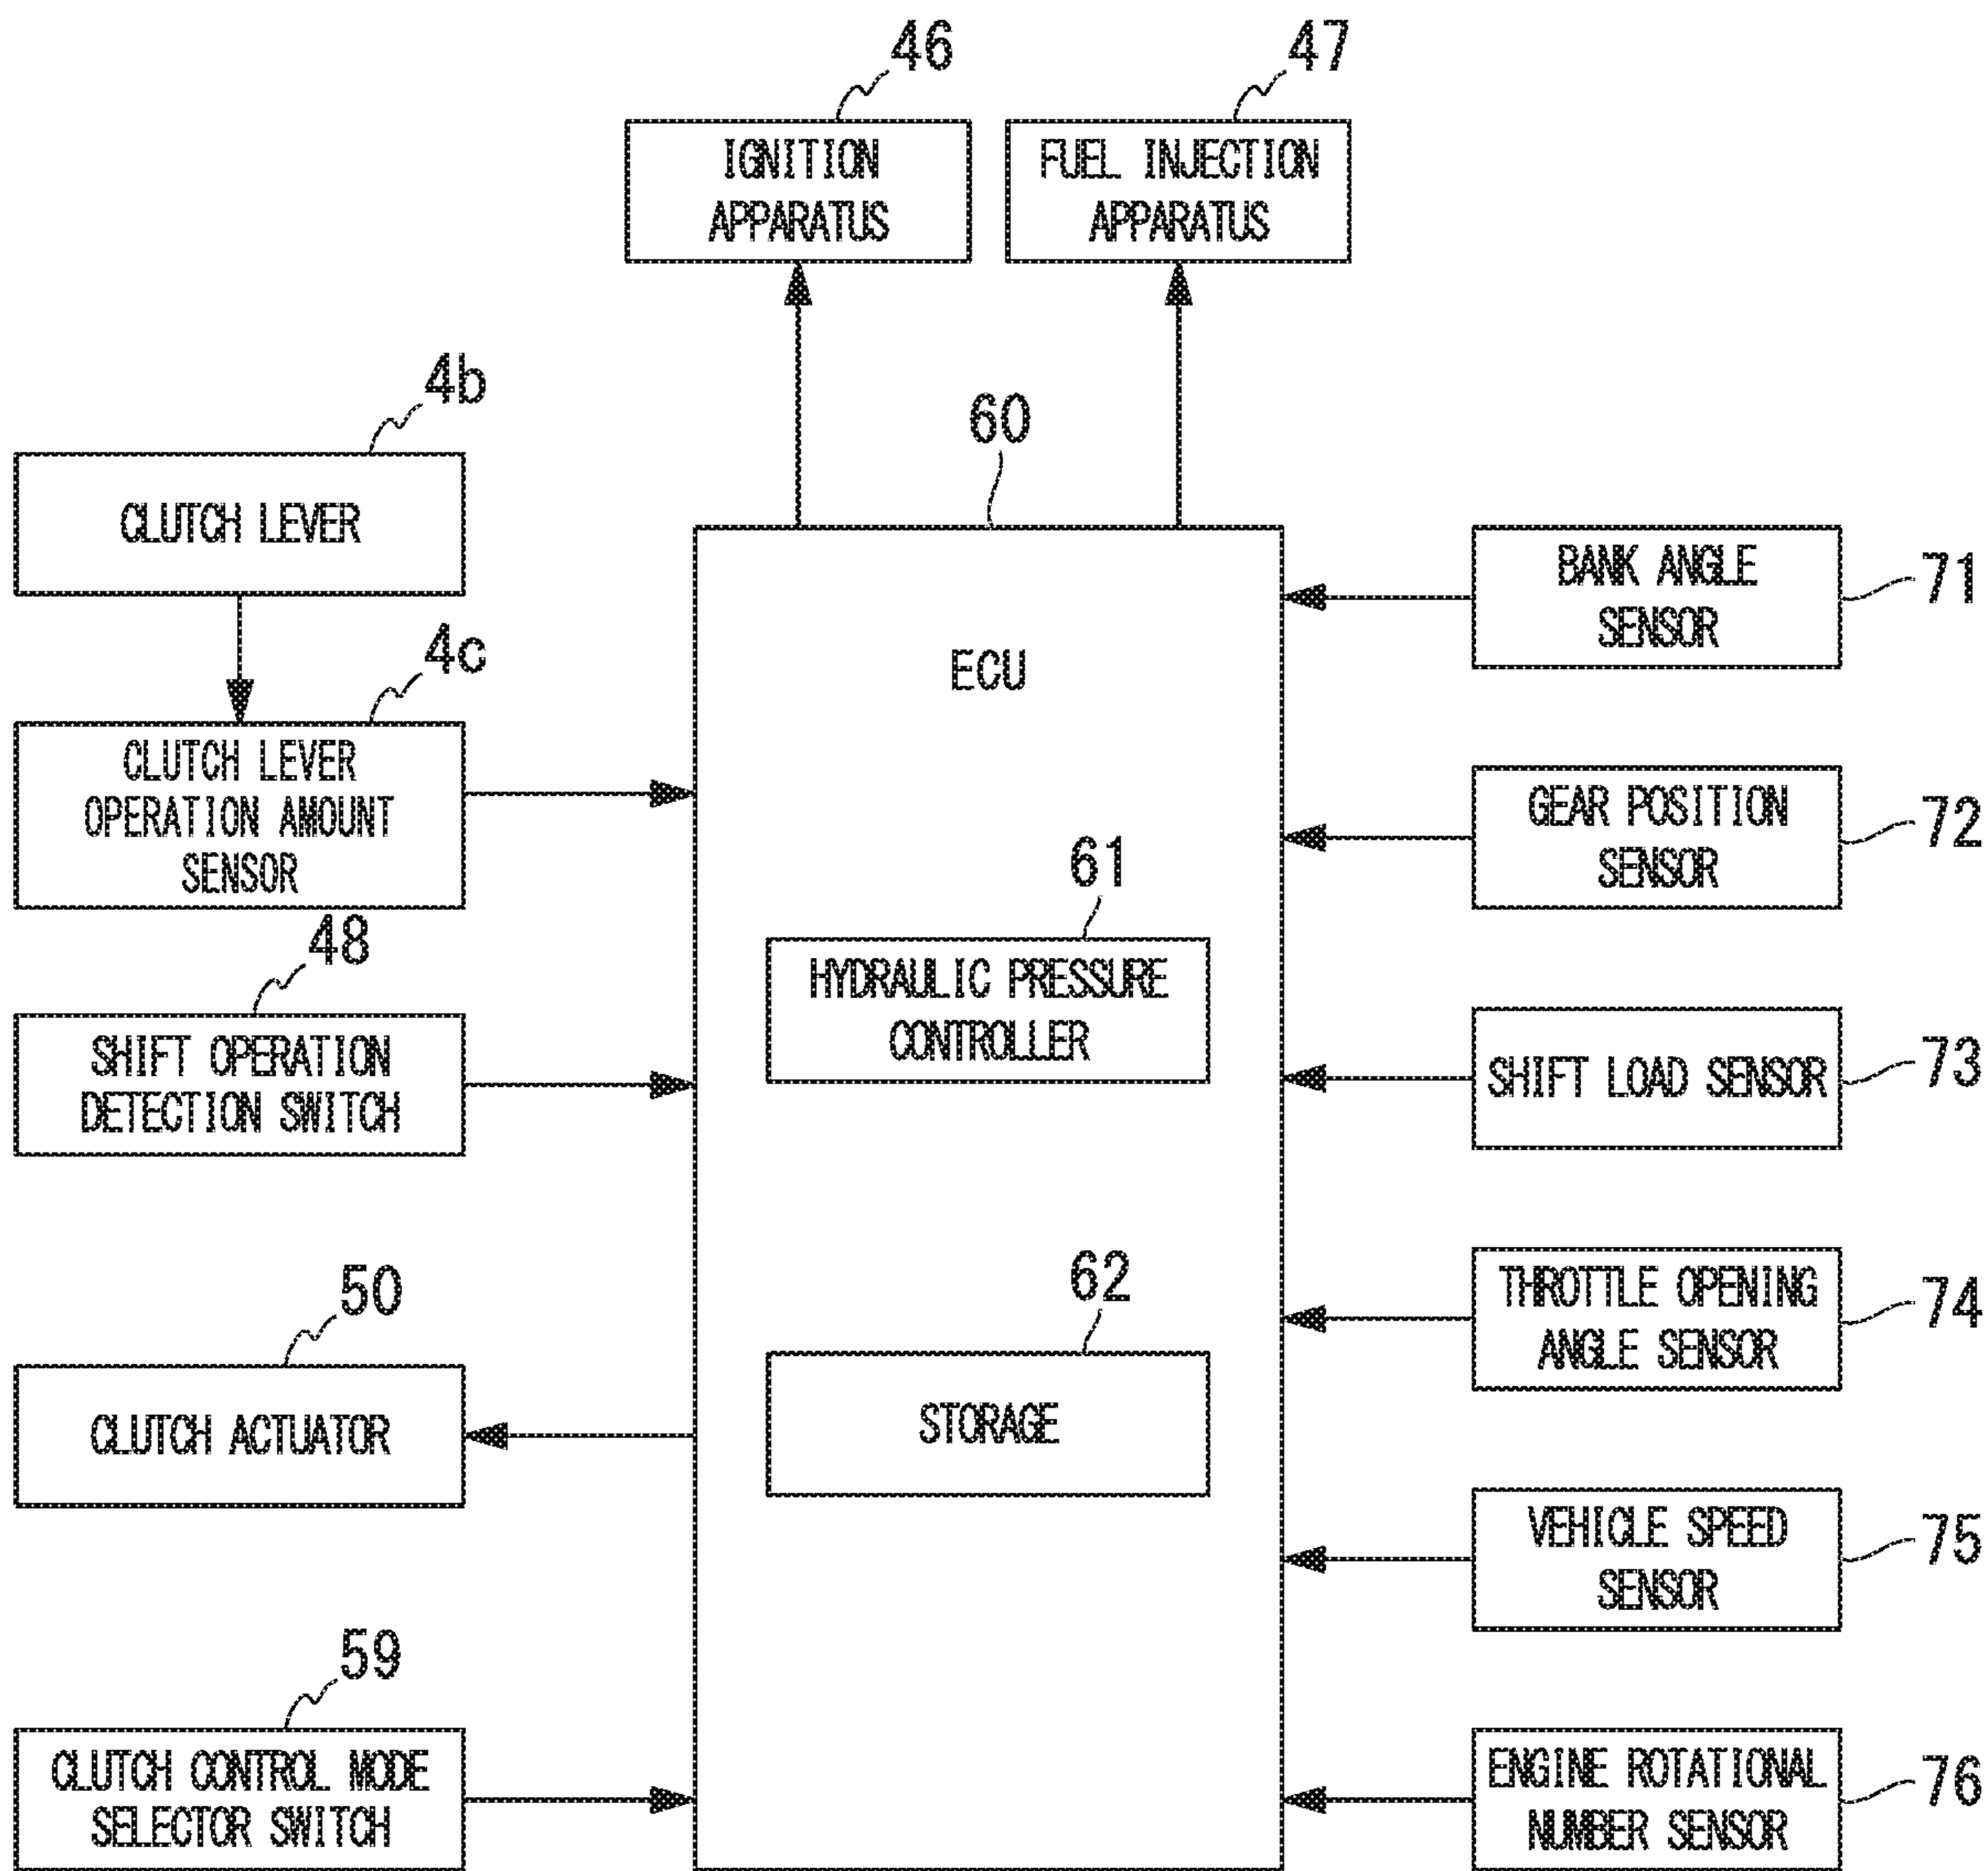 46
47
IGNITION
APPARATUS
FUEL INJECTION
APPARATUS
4b
60
CLUTCH LEVER
4c
CLUTCH LEVER
OPERATION AMOUNT
SENSOR
48
SHIFT OPERATION
DETECTION SWITCH
50
CLUTCH ACTUATOR
59
CLUTCH CONTROL MODE
SELECTOR SWITCH
ECU
61
HYDRAULIC PRESSURE
CONTROLLER
62
STORAGE
BANK ANGLE
SENSOR
71
GEAR POSITION
SENSOR
72
SHIFT LOAD SENSOR
73
THROTTLE OPENING
ANGLE SENSOR
74
VEHICLE SPEED
SENSOR
75
ENGINE ROTATIONAL
NUMBER SENSOR
76